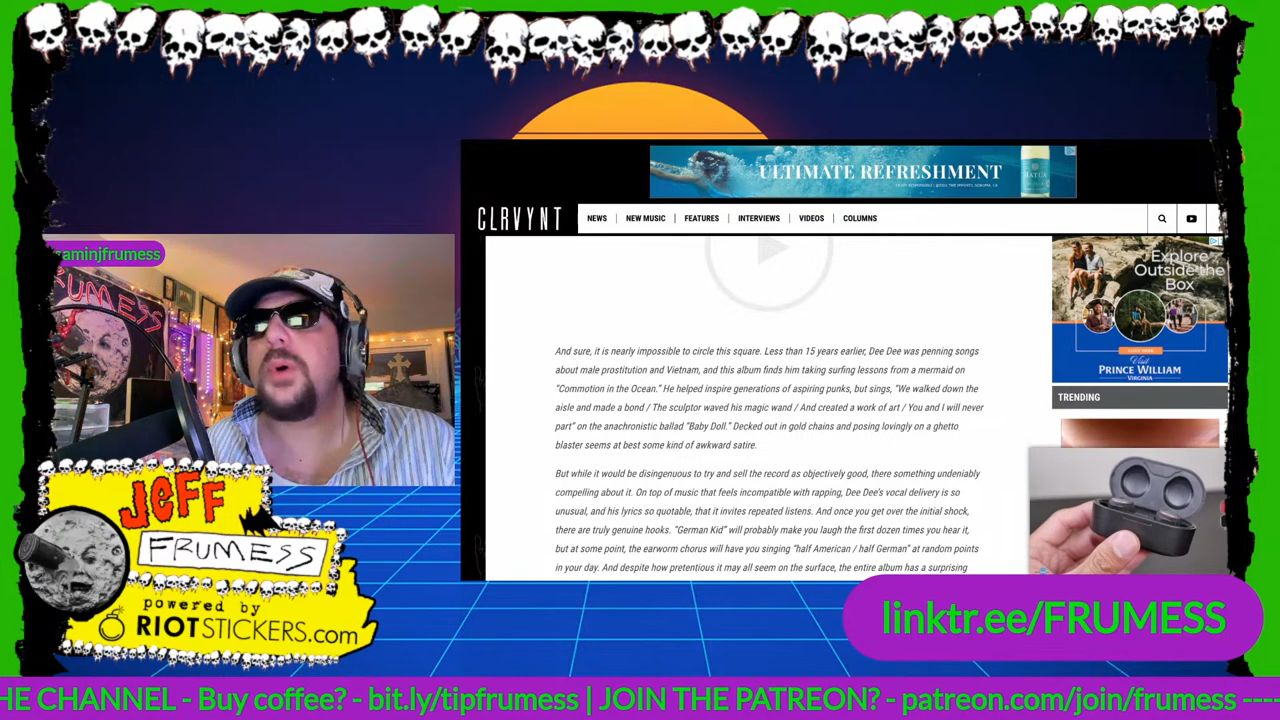 ULTIMATE REFRESHMENT
MATUA
CLRVYNT
NEWS | NEW MUSIC | FEATURES | INTERVIEWS | VIDEOS | COLUMNS
Explore
Outside the
Box
Visit
PRINCE WILLIAM
VIRGINIA
TRENDING
And sure, it is nearly impossible to circle this square. Less than 15 years earlier, Dee Dee was penning songs
about male prostitution and Vietnam, and this album finds him taking surfing lessons from a mermaid on
“Commotion in the Ocean.” He helped inspire generations of aspiring punks, but sings, “We walked down the
aisle and made a bond / The sculptor waved his magic wand / And created a work of art / You and I will never
part” on the anachronistic ballad “Baby Doll.” Decked out in gold chains and posing lovingly on a ghetto
blaster seems at best some kind of awkward satire.
But while it would be disingenuous to try and sell the record as objectively good, there something undeniably
compelling about it. On top of music that feels incompatible with rapping, Dee Dee’s vocal delivery is so
unusual, and his lyrics so quotable, that it invites repeated listens. And once you get over the initial shock,
there are truly genuine hooks. “German Kid” will probably make you laugh the first dozen times you hear it,
but at some point, the earworm chorus will have you singing “half American / half German” at random points
in your day. And despite how pretentious it may all seem on the surface, the entire album has a surprising
aminjfrumess
FRUMESS
JeFF
FRUMESS
powered by
RIOTSTICKERS.com
linktr.ee/FRUMESS
HE CHANNEL - Buy coffee? - bit.ly/tipfrumess | JOIN THE PATREON? - patreon.com/join/frumess ----